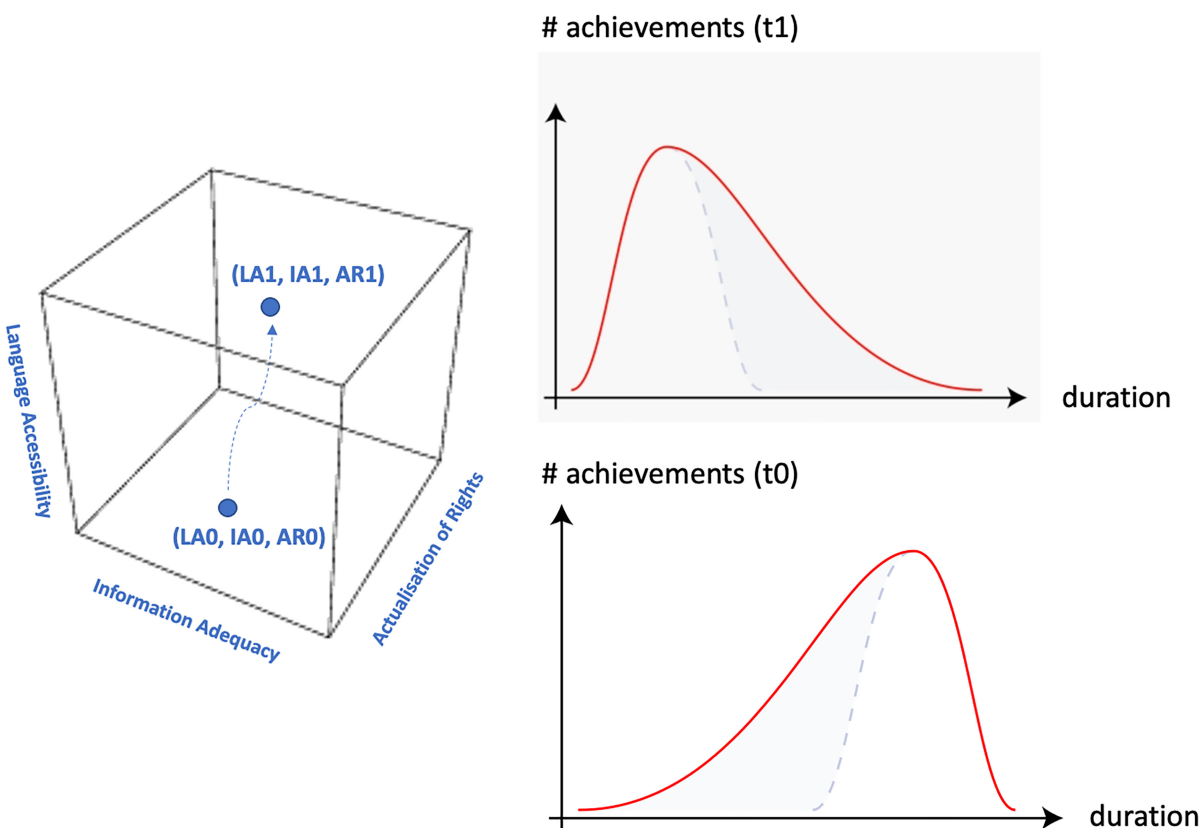 # achievements (t1)
(LA1, IA1, AR1)
Language Accessibility
duration
# achievements (t0)
(LA0, IA0, AR0)
Information Adequacy
Actualisation of Rights
duration